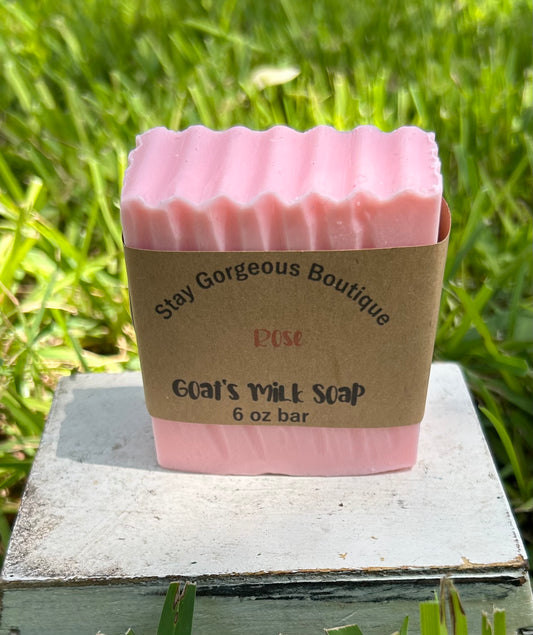 Stay Gorgeous Boutique
Rose
Goat's Milk Soap
6 oz bar